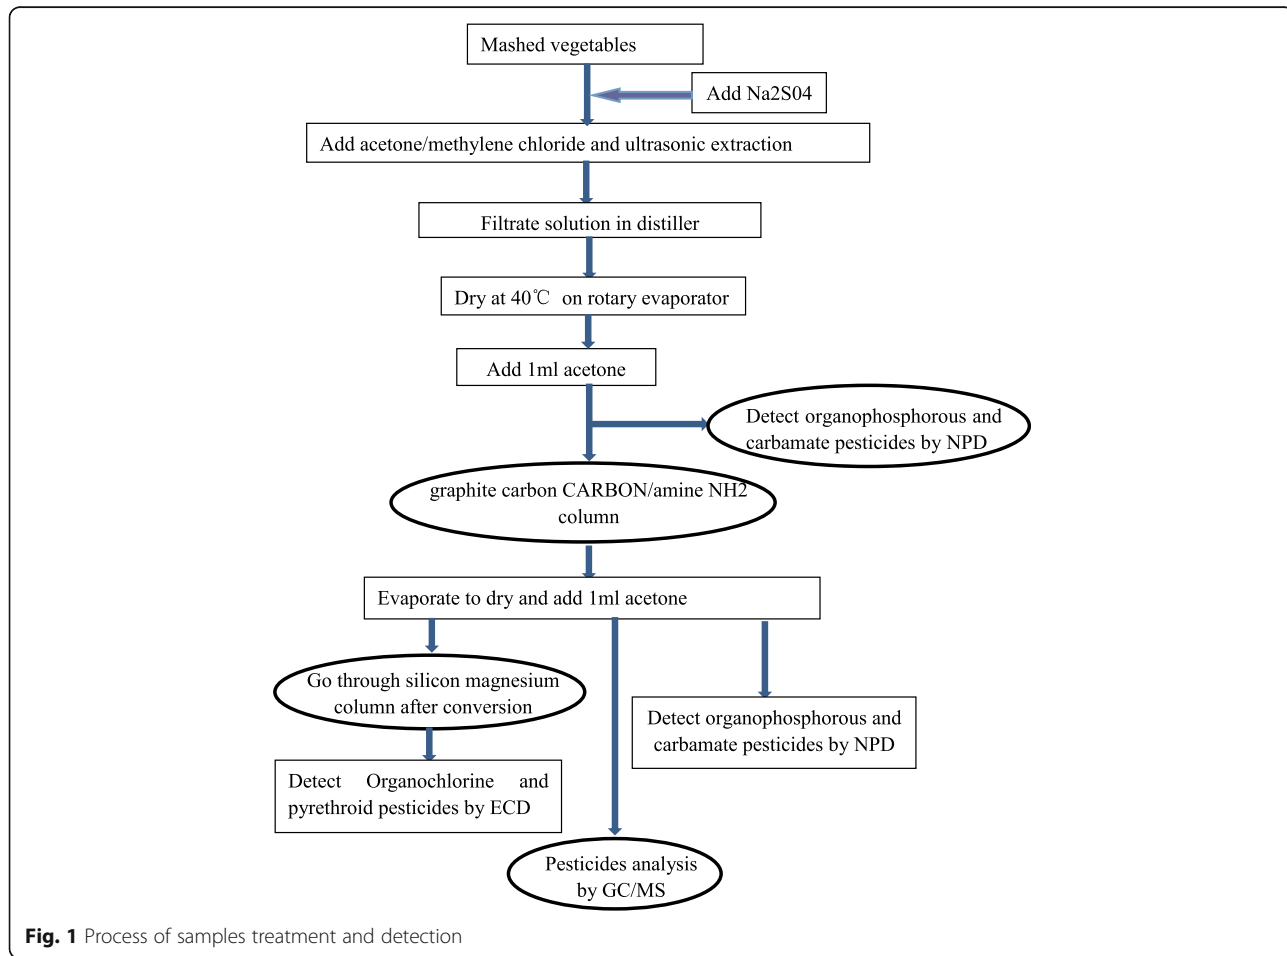 Mashed vegetables
Add Na2S04
Add acetone/methylene chloride and ultrasonic extraction
Filtrate solution in distiller
Dry at 40℃ on rotary evaporator
Add 1ml acetone
Detect organophosphorous and
carbamate pesticides by NPD
graphite carbon CARBON/amine NH2
column
Evaporate to dry and add 1ml acetone
Go through silicon magnesium
column after conversion
Detect organophosphorous and
carbamate pesticides by NPD
Detect Organochlorine and
pyrethroid pesticides by ECD
Pesticides analysis
by GC/MS
Fig. 1 Process of samples treatment and detection